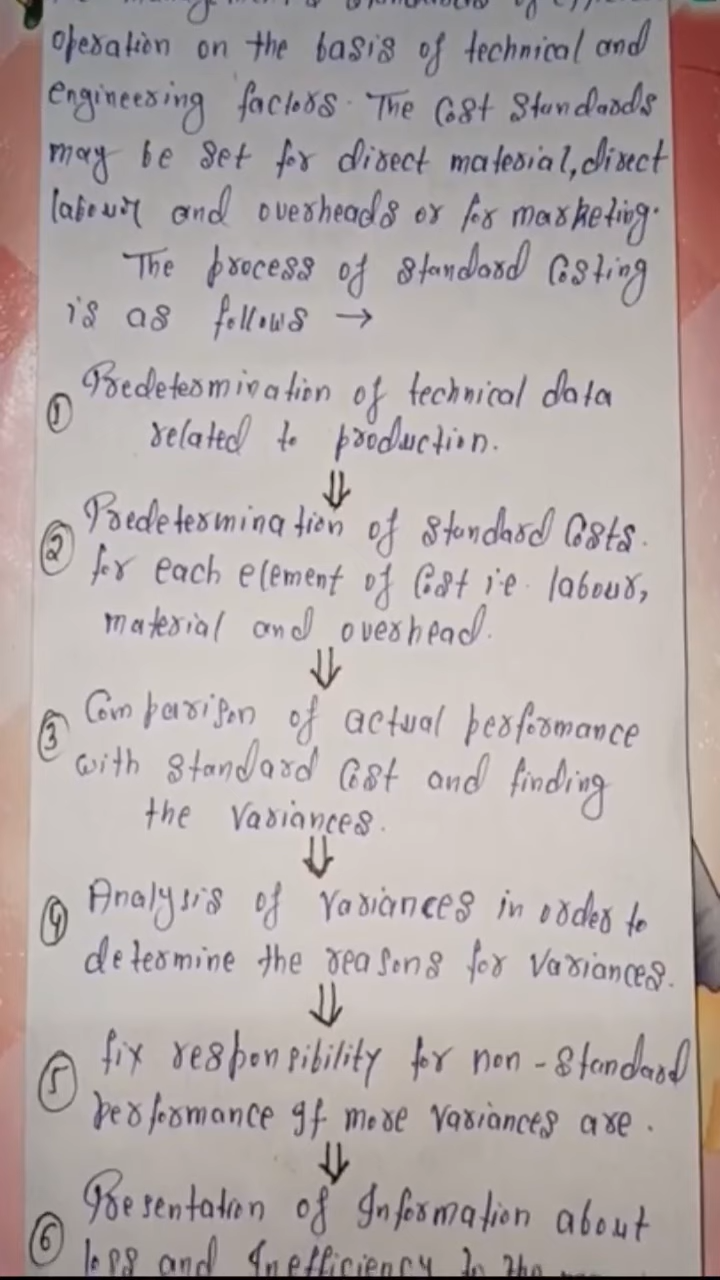 operation on the basis of technical and
engineering factors. The Cost Standards
may be set for direct material, direct
labour and overheads or for marketing.
The process of standard Costing
is as follows →
① Predetermination of technical data
related to production.
⇓
② Predetermination of standard Costs.
for each element of Cost i.e. labour,
material and overhead.
⇓
③ Comparison of actual performance
with standard Cost and finding
the Variances.
⇓
④ Analysis of Variances in order to
determine the reasons for Variances.
⇓
⑤ fix responsibility for non-standard
performance If more Variances are.
⇓
⑥ Presentation of Information about
loss and Inefficiency to the